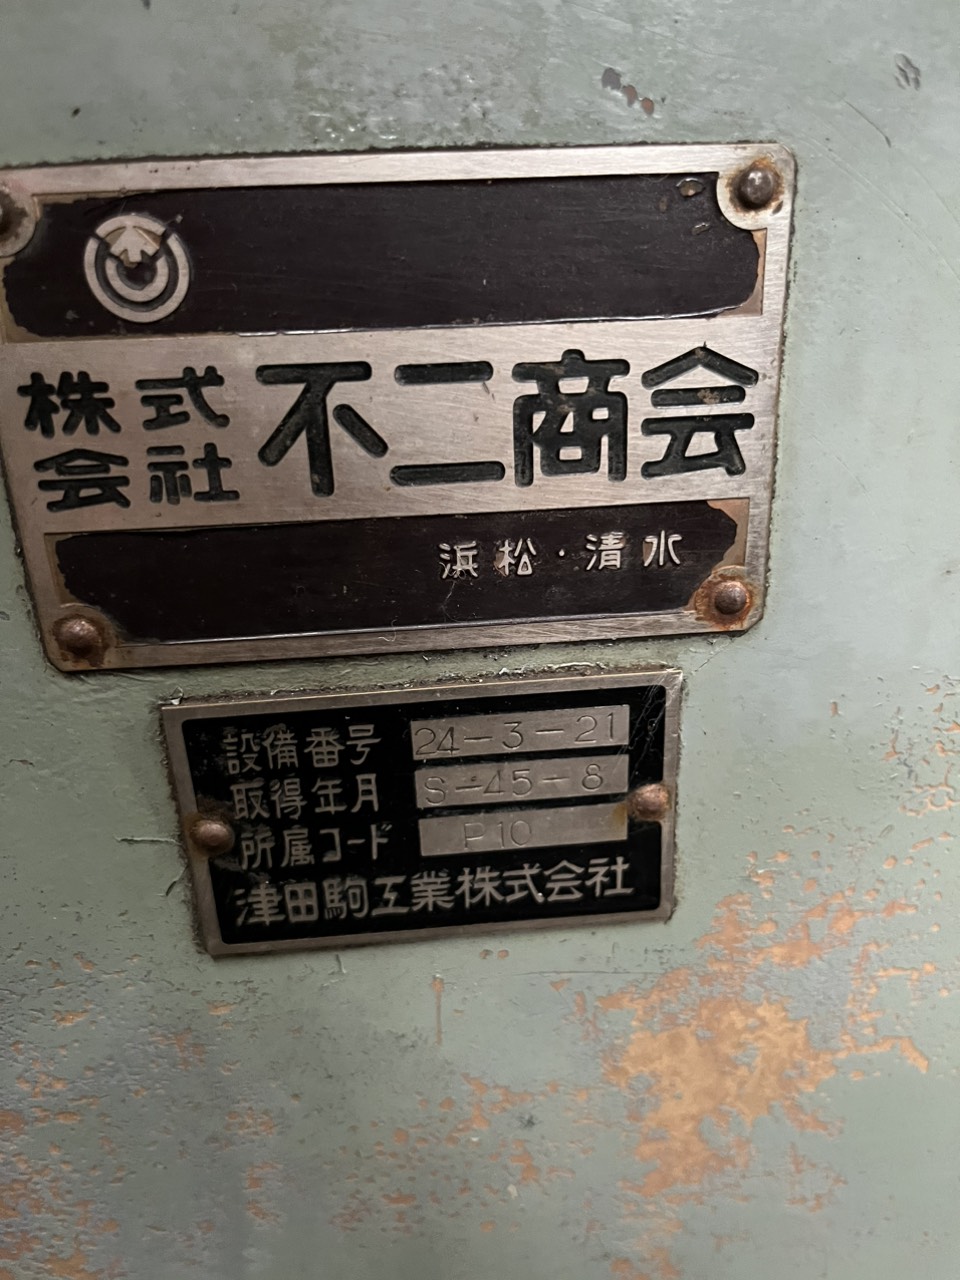 株式会社 不二商会
浜松・清水
設備番号 24-3-21
取得年月 S-45-8
所属コード P10
津田駒工業株式会社